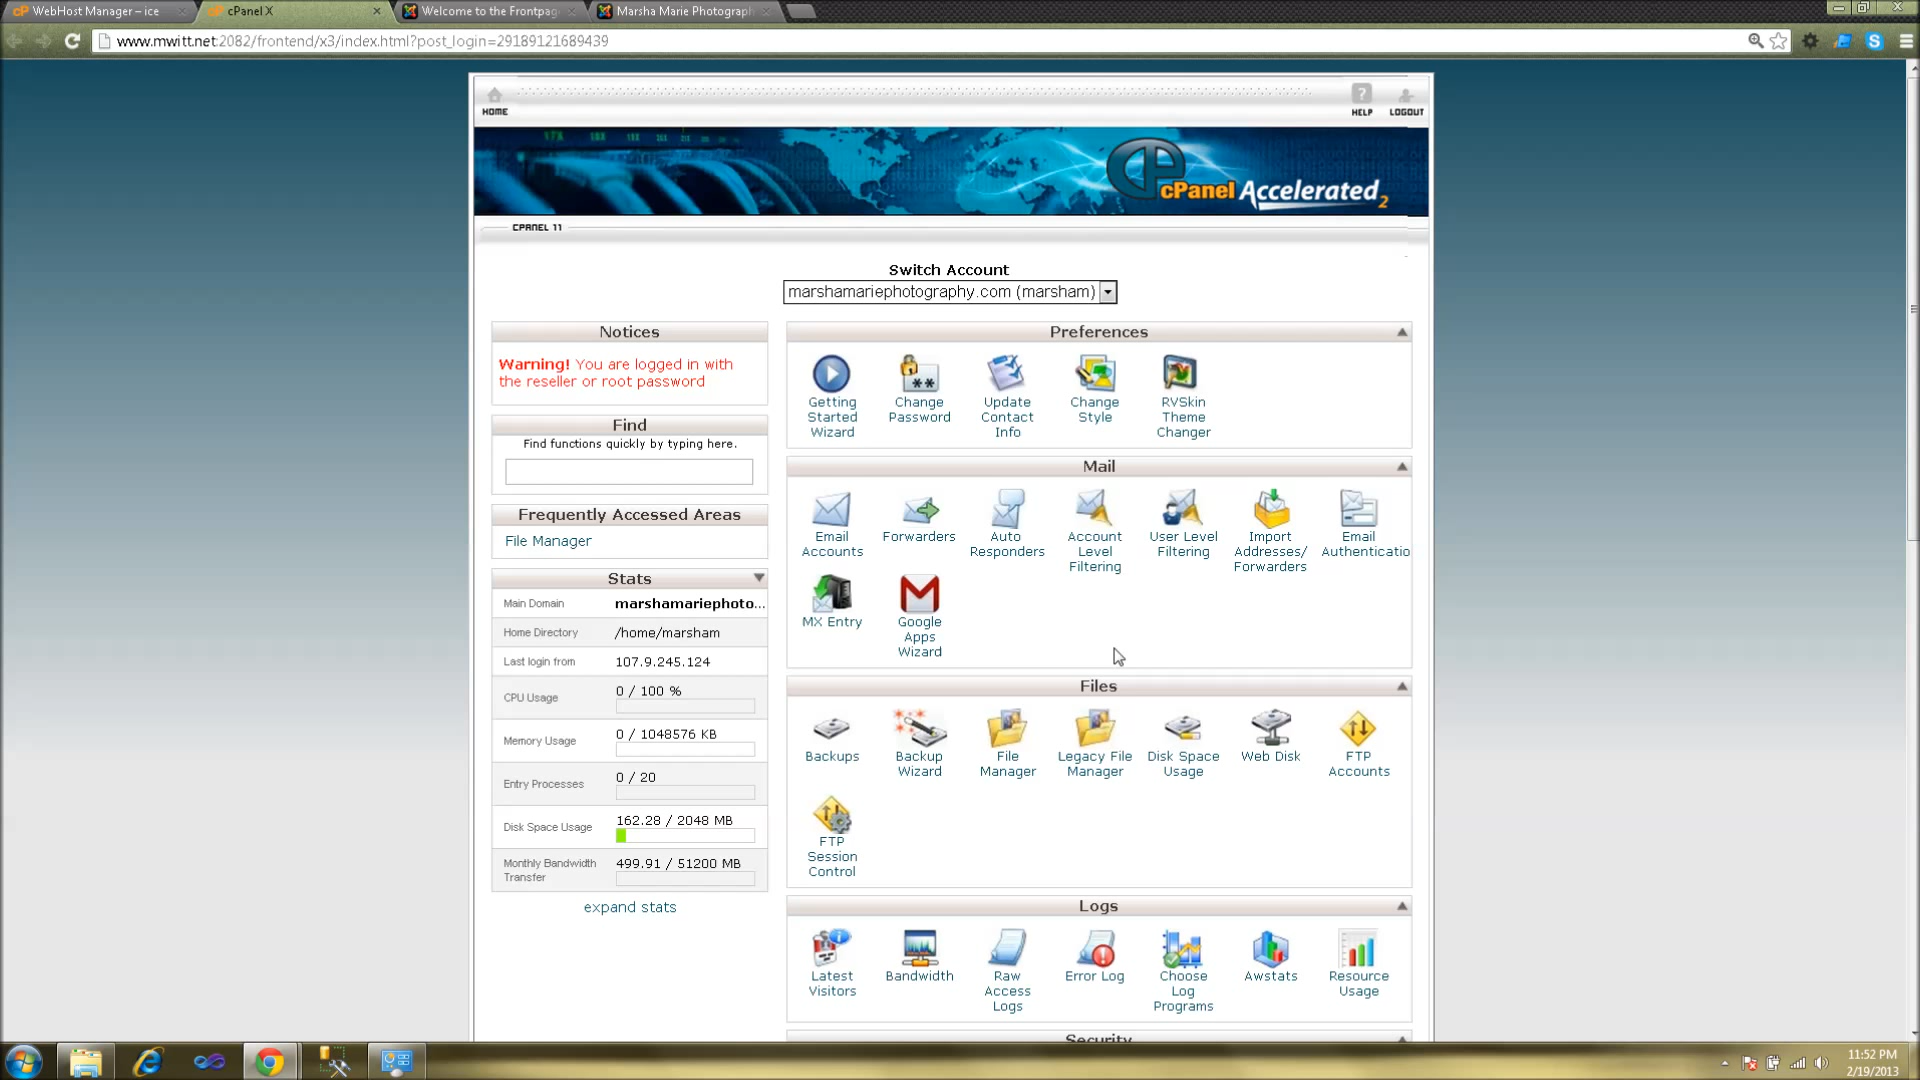 WebHost Manager – ice
cPanel X
Welcome to the Frontpag
Marsha Marie Photograph
www.mwitt.net:2082/frontend/x3/index.html?post_login=29189121689439
HOME
HELP
LOGOUT
cPanel Accelerated 2
CPANEL 11
Switch Account
marshamariephotography.com (marsham)
Notices
Warning! You are logged in with
the reseller or root password
Find
Find functions quickly by typing here.
Frequently Accessed Areas
File Manager
Stats
Main Domain marshamariephoto...
Home Directory /home/marsham
Last login from 107.9.245.124
CPU Usage 0 / 100 %
Memory Usage 0 / 1048576 KB
Entry Processes 0 / 20
Disk Space Usage 162.28 / 2048 MB
Monthly Bandwidth
Transfer
499.91 / 51200 MB
expand stats
Preferences
Getting
Started
Wizard
Change
Password
Update
Contact
Info
Change
Style
RVSkin
Theme
Changer
Mail
Email
Accounts
Forwarders
Auto
Responders
Account
Level
Filtering
User Level
Filtering
Import
Addresses/
Forwarders
Email
Authenticatio
MX Entry
Google
Apps
Wizard
Files
Backups
Backup
Wizard
File
Manager
Legacy File
Manager
Disk Space
Usage
Web Disk
FTP
Accounts
FTP
Session
Control
Logs
Latest
Visitors
Bandwidth
Raw
Access
Logs
Error Log
Choose
Log
Programs
Awstats
Resource
Usage
Security
11:52 PM
2/19/2013